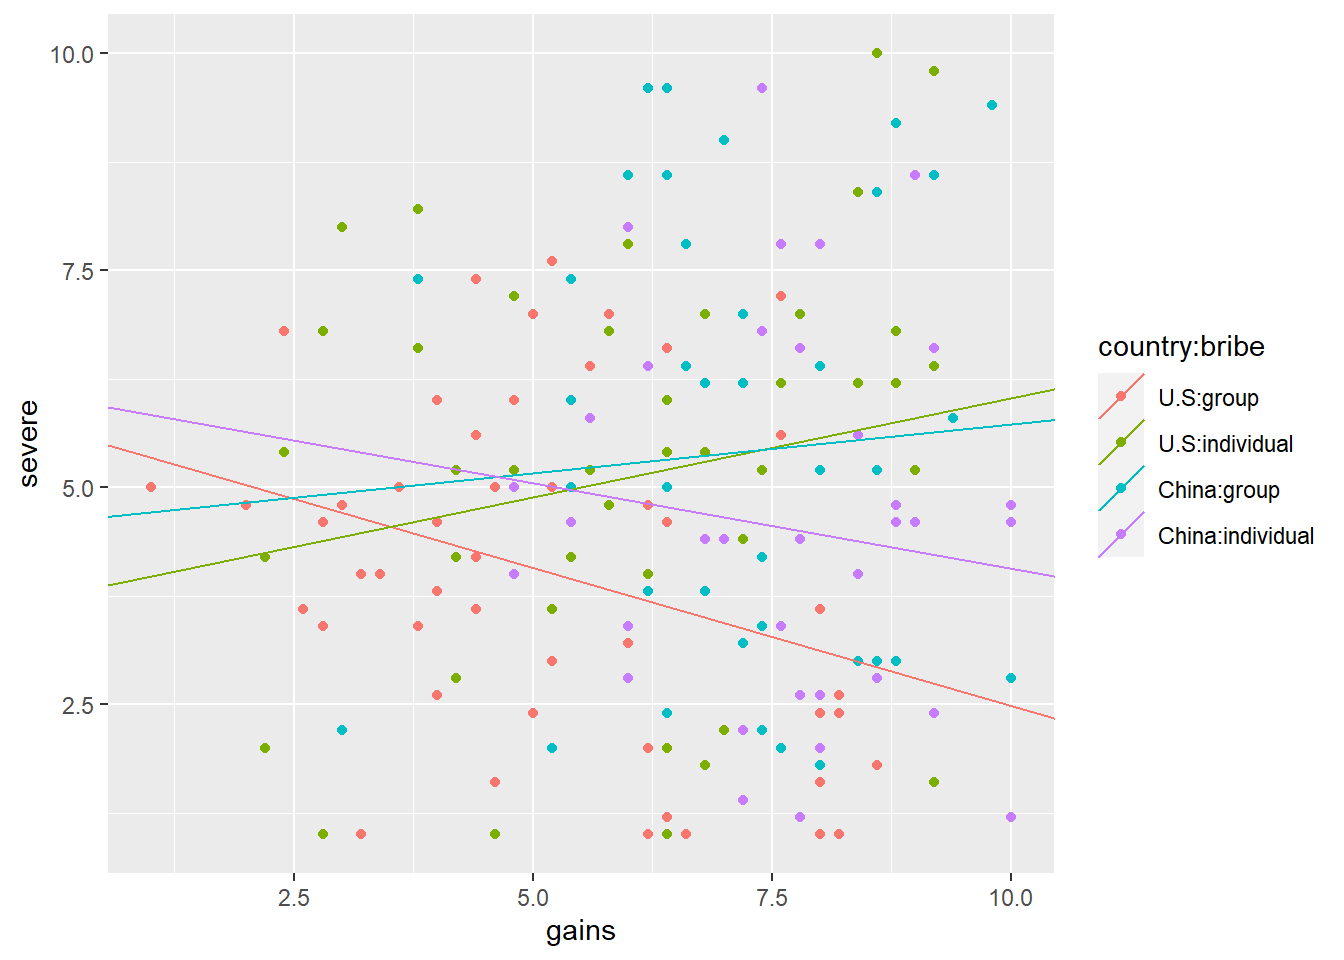 10.0
7.5
5.0
2.5
severe
2.5
5.0
7.5
10.0
gains
country:bribe
U.S:group
U.S:individual
China:group
China:individual